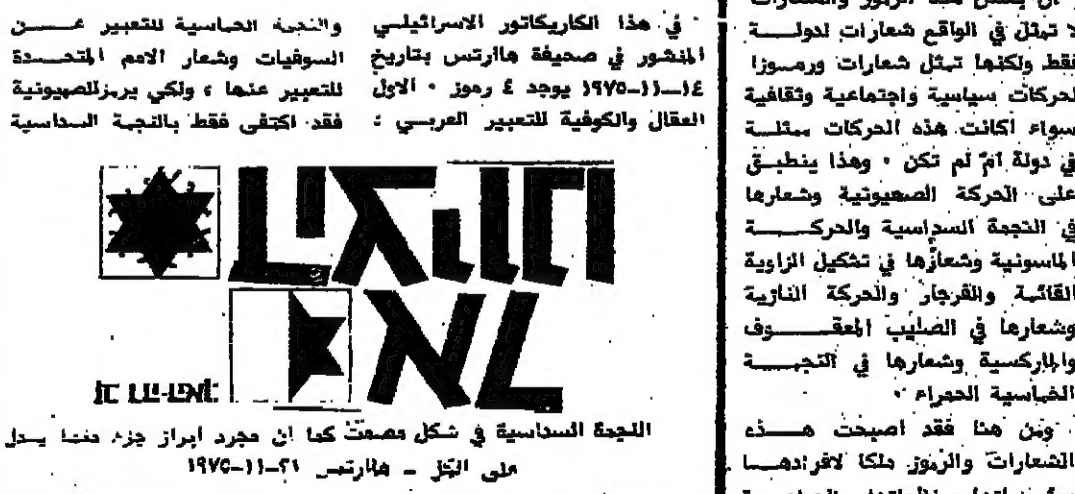 لا تمثل في الواقع شعارات لدولة
فقط ولكنها تمثل شعارات ورموزا
لحركات سياسية واجتماعية وثقافية
سواء اكانت هذه الحركات ممثلة
في دولة ام لم تكن ٠ وهذا ينطبق
على الحركة الصهيونية وشعارها
في النجمة السداسية والحركة
الماسونية وشعارها في تشكيل الزاوية
القائمة والفرجار والحركة النازية
وشعارها في الصليب المعقوف
والماركسية وشعارها في النجمة
الخماسية الحمراء ٠
ومن هنا فقد اصبحت هذه
الشعارات والرموز ملكا لافرادها
في هذا الكاريكاتور الاسرائيلي
المنشور في صحيفة هاآرتس بتاريخ
١٤-١١-١٩٧٥ يوجد ٤ رموز ٠ الاول
العقال والكوفية للتعبير العربي ؛
والنجمة الخماسية للتعبير عن
السوفيات وشعار الامم المتحدة
للتعبير عنها ، ولكي يرمز للصهيونية
فقد اكتفى فقط بالنجمة السداسية
לא
النجمة السداسية في شكل مصمت كما ان مجرد ابراز جزء منها يدل
على الكل - هاآرتس ٢١-١١-١٩٧٥